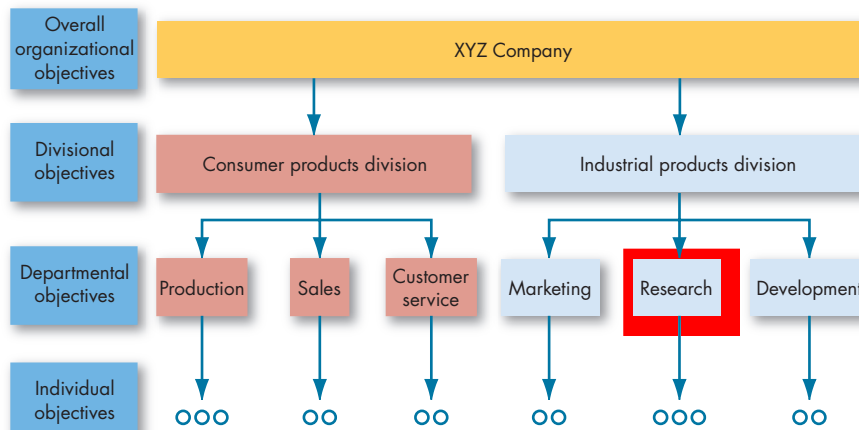 Overall
organizational
objectives
XYZ Company
Divisional
objectives
Consumer products division
Industrial products division
Departmental
objectives
Production
Sales
Customer
service
Marketing
Research
Development
Individual
objectives